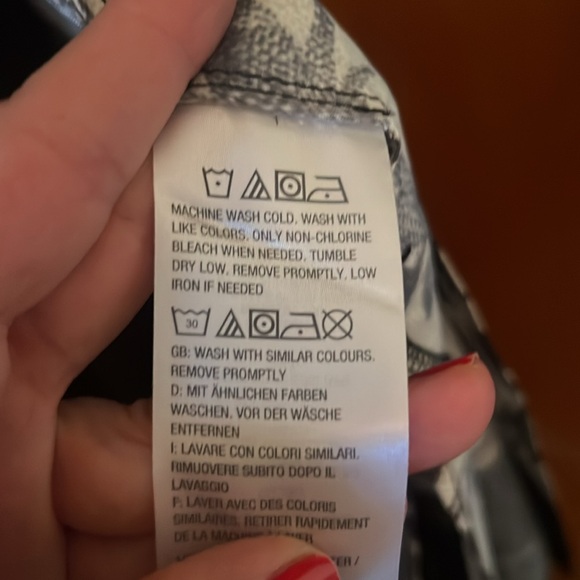 MACHINE WASH COLD, WASH WITH
LIKE COLORS, ONLY NON-CHLORINE
BLEACH WHEN NEEDED, TUMBLE
DRY LOW, REMOVE PROMPTLY, LOW
IRON IF NEEDED
30
GB: WASH WITH SIMILAR COLOURS.
REMOVE PROMPTLY
D: MIT ÄHNLICHEN FARBEN
WASCHEN. VOR DER WÄSCHE
ENTFERNEN
I: LAVARE CON COLORI SIMILARI.
RIMUOVERE SUBITO DOPO IL
LAVAGGIO
F: LAVER AVEC DES COLORIS
SIMILAIRES. RETIRER RAPIDEMENT
DE LA